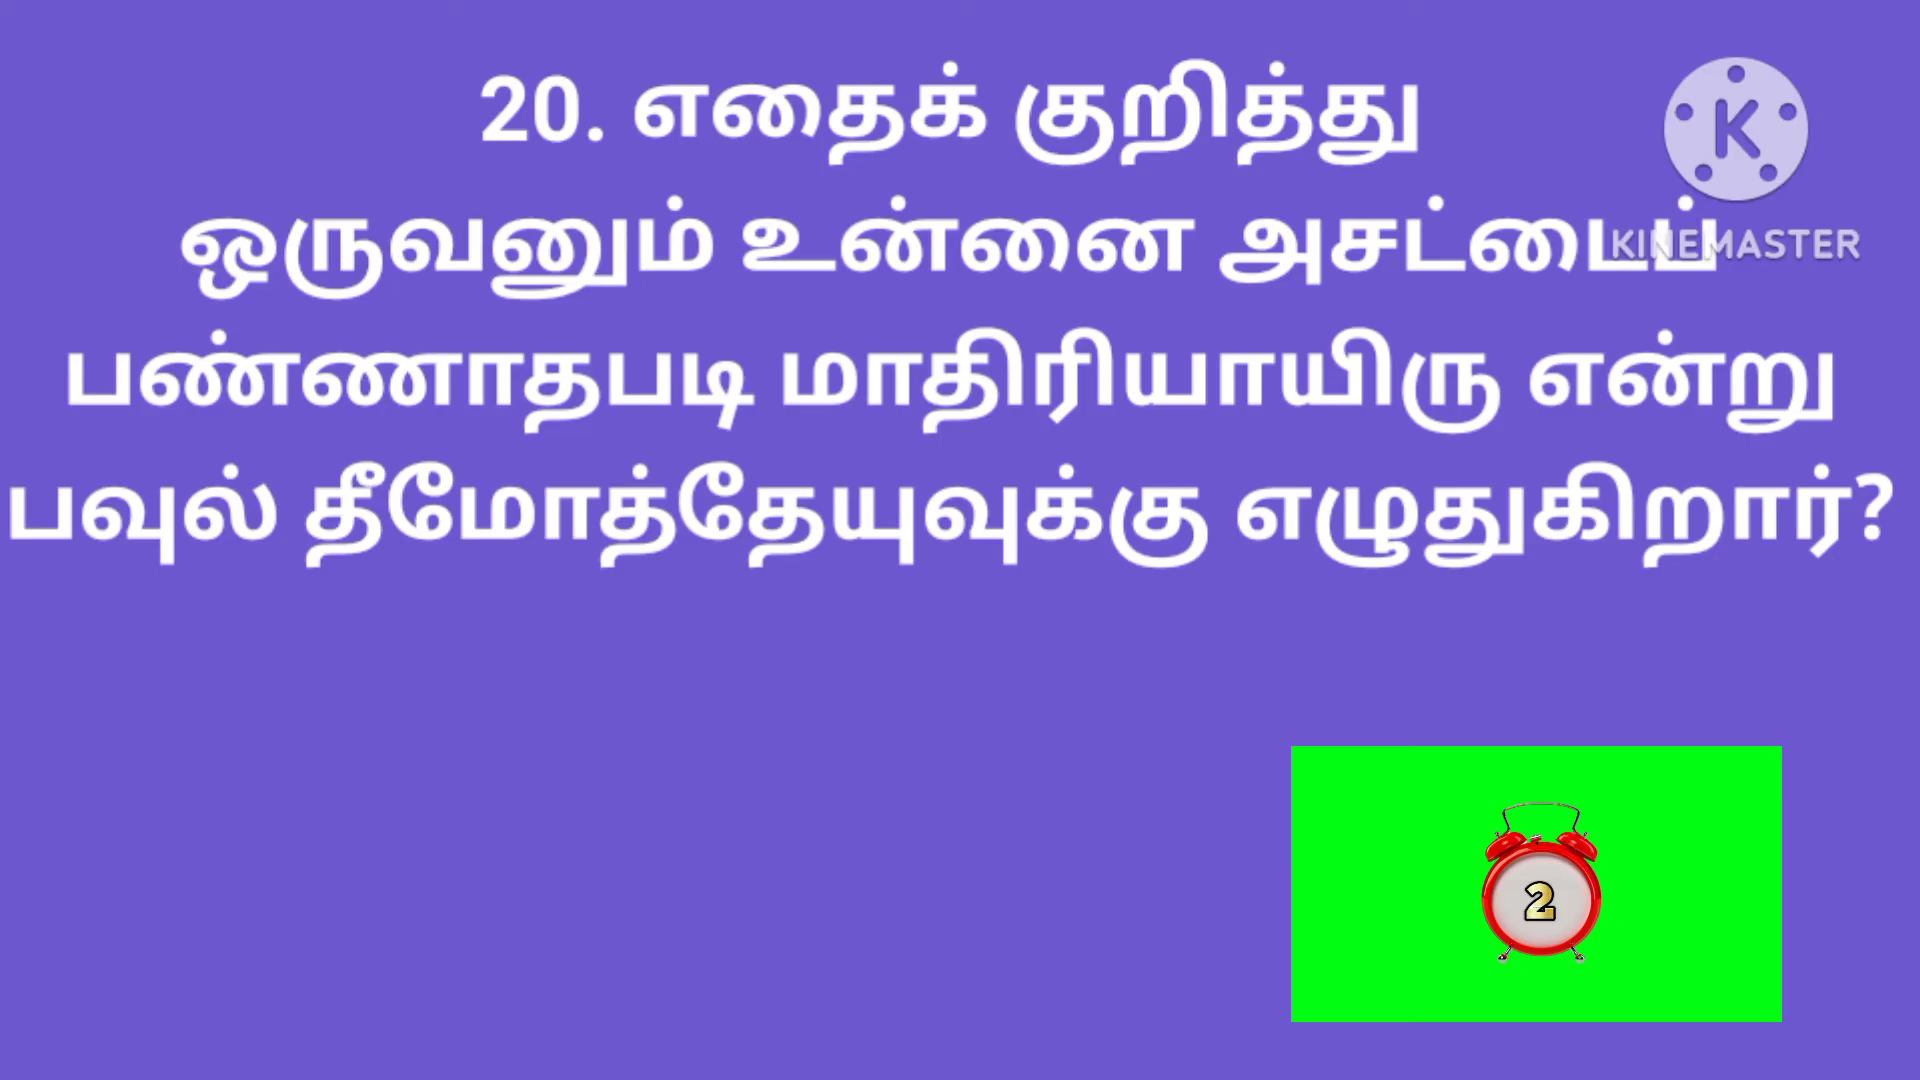 20. எதைக் குறித்து
ஒருவனும் உன்னை அசட்டைப்
பண்ணாதபடி மாதிரியாயிரு என்று
பவுல் தீமோத்தேயுவுக்கு எழுதுகிறார்?
K
KINEMASTER
2